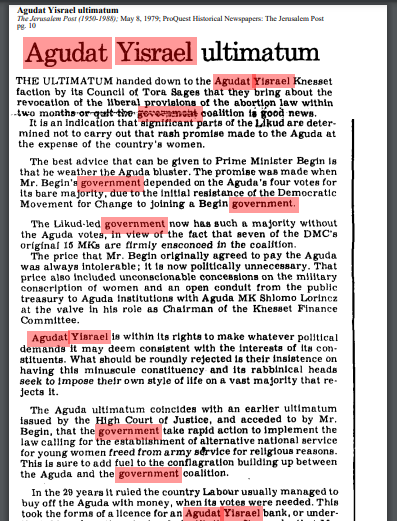 Agudat Yisrael ultimatum
The Jerusalem Post (1950-1988); May 8, 1979; ProQuest Historical Newspapers: The Jerusalem Post
pg. 10
Agudat Yisrael ultimatum
THE ULTIMATUM handed down to the Agudat Yisrael Knesset
faction by its Council of Tora Sages that they bring about the
revocation of the liberal provisions of the abortion law within
two months or quit the government coalition is good news.
It is an indication that significant parts of the Likud are deter-
mined not to carry out that rash promise made to the Aguda at
the expense of the country's women.
The best advice that can be given to Prime Minister Begin is
that he weather the Aguda bluster. The promise was made when
Mr. Begin's government depended on the Aguda's four votes for
its bare majority, due to the initial resistance of the Democratic
Movement for Change to joining a Begin government.
The Likud-led government now has such a majority without
the Aguda votes, in view of the fact that seven of the DMC's
original 15 MKs are firmly ensconced in the coalition.
The price that Mr. Begin originally agreed to pay the Aguda
was always intolerable; it is now politically unnecessary. That
price also included unconscionable concessions on the military
conscription of women and an open conduit from the public
treasury to Aguda institutions with Aguda MK Shlomo Lorincz
at the valve in his role as Chairman of the Knesset Finance
Committee.
Agudat Yisrael is within its rights to make whatever political
demands it may deem consistent with the interests of its con-
stituents. What should be roundly rejected is their insistence on
having this minuscule constituency and its rabbinical heads
seek to impose their own style of life on a vast majority that re-
jects it.
The Aguda ultimatum coincides with an earlier ultimatum
issued by the High Court of Justice, and acceded to by Mr.
Begin, that the government take rapid action to implement the
law calling for the establishment of alternative national service
for young women freed from army service for religious reasons.
This is sure to add fuel to the conflagration building up between
the Aguda and the government coalition.
In the 29 years it ruled the country Labour usually managed to
buy off the Aguda with money, when its votes were needed. This
took the forms of a licence for an Agudat Yisrael bank, or under-